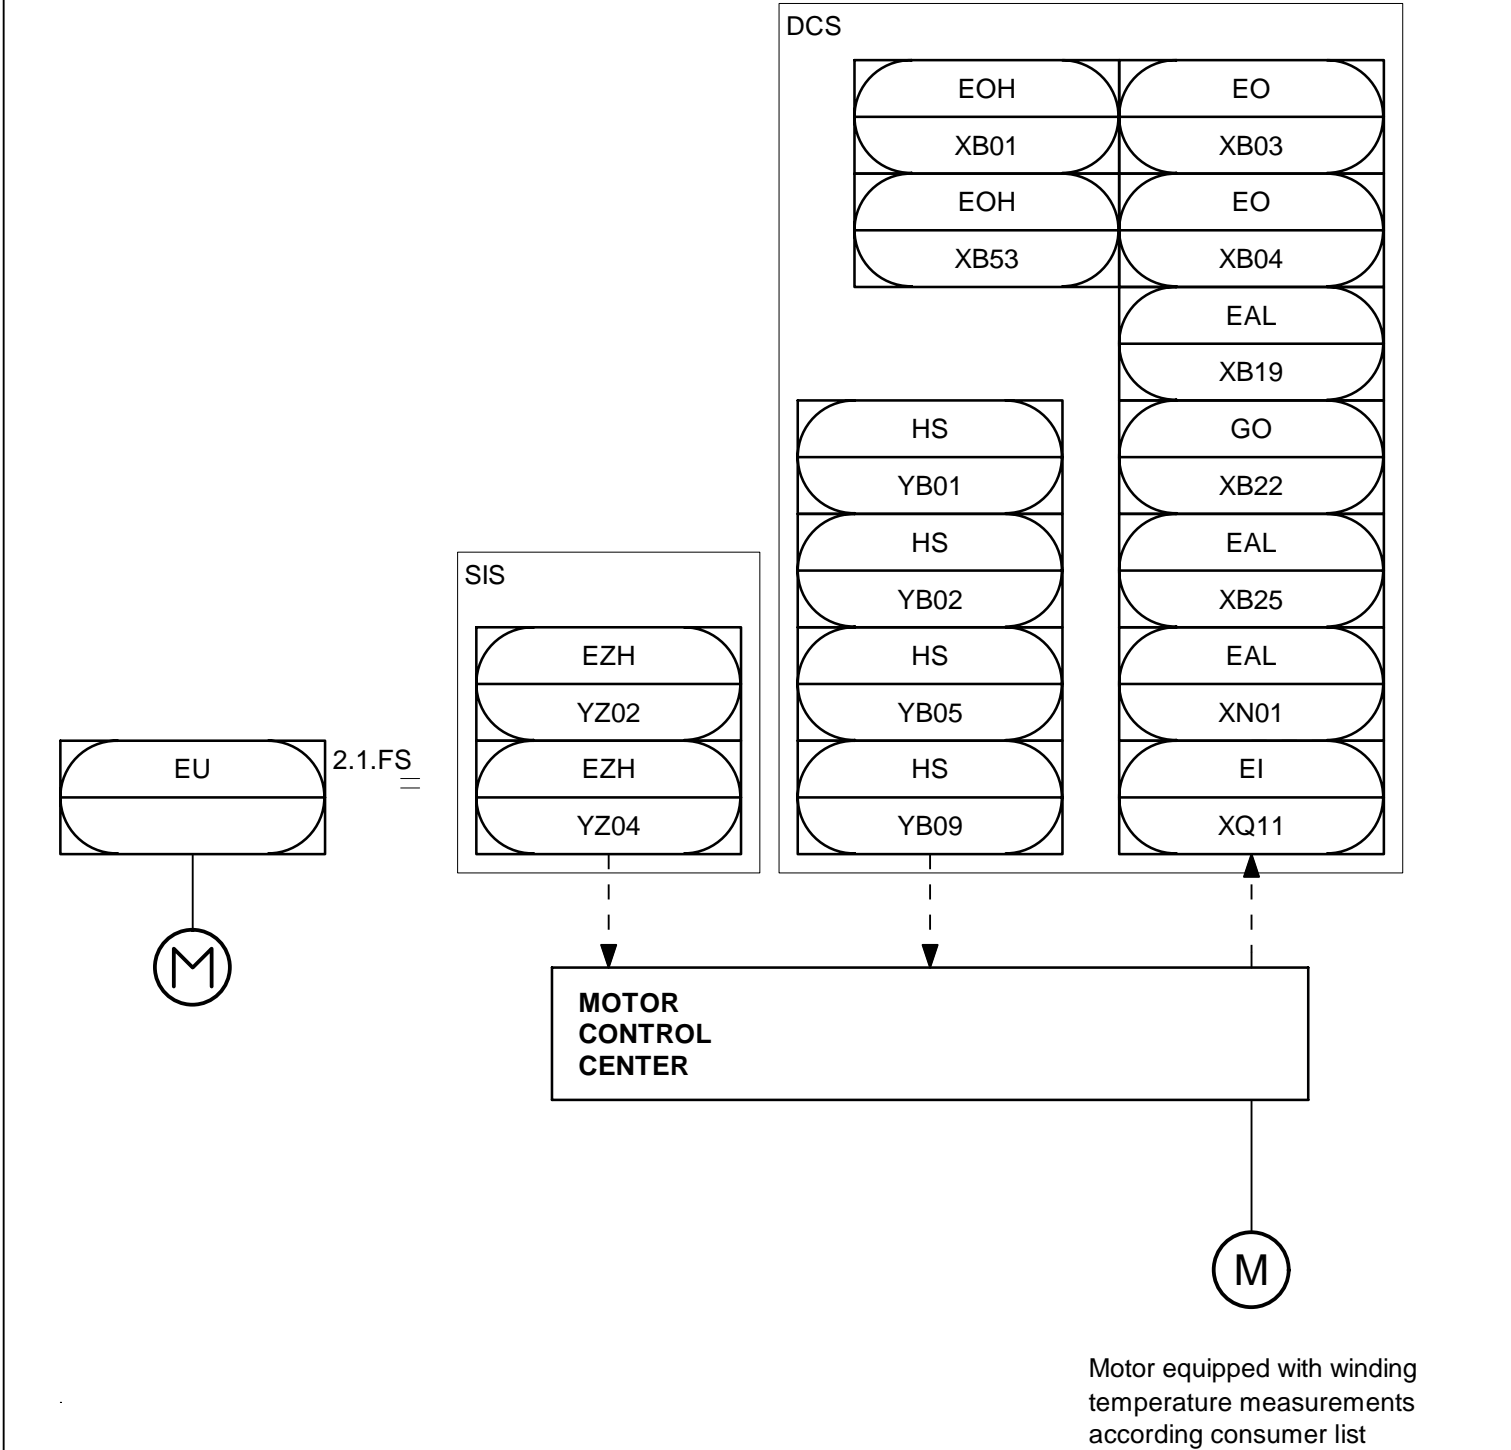 DCS
EOH
EO
XB01
XB03
EOH
EO
XB53
XB04
EAL
XB19
HS
GO
YB01
XB22
HS
EAL
YB02
XB25
SIS
EZH
HS
EAL
YZ02
YB05
XN01
EU
2.1.FS
=
EZH
HS
EI
YZ04
YB09
XQ11
M
MOTOR
CONTROL
CENTER
M
Motor equipped with winding
temperature measurements
according consumer list